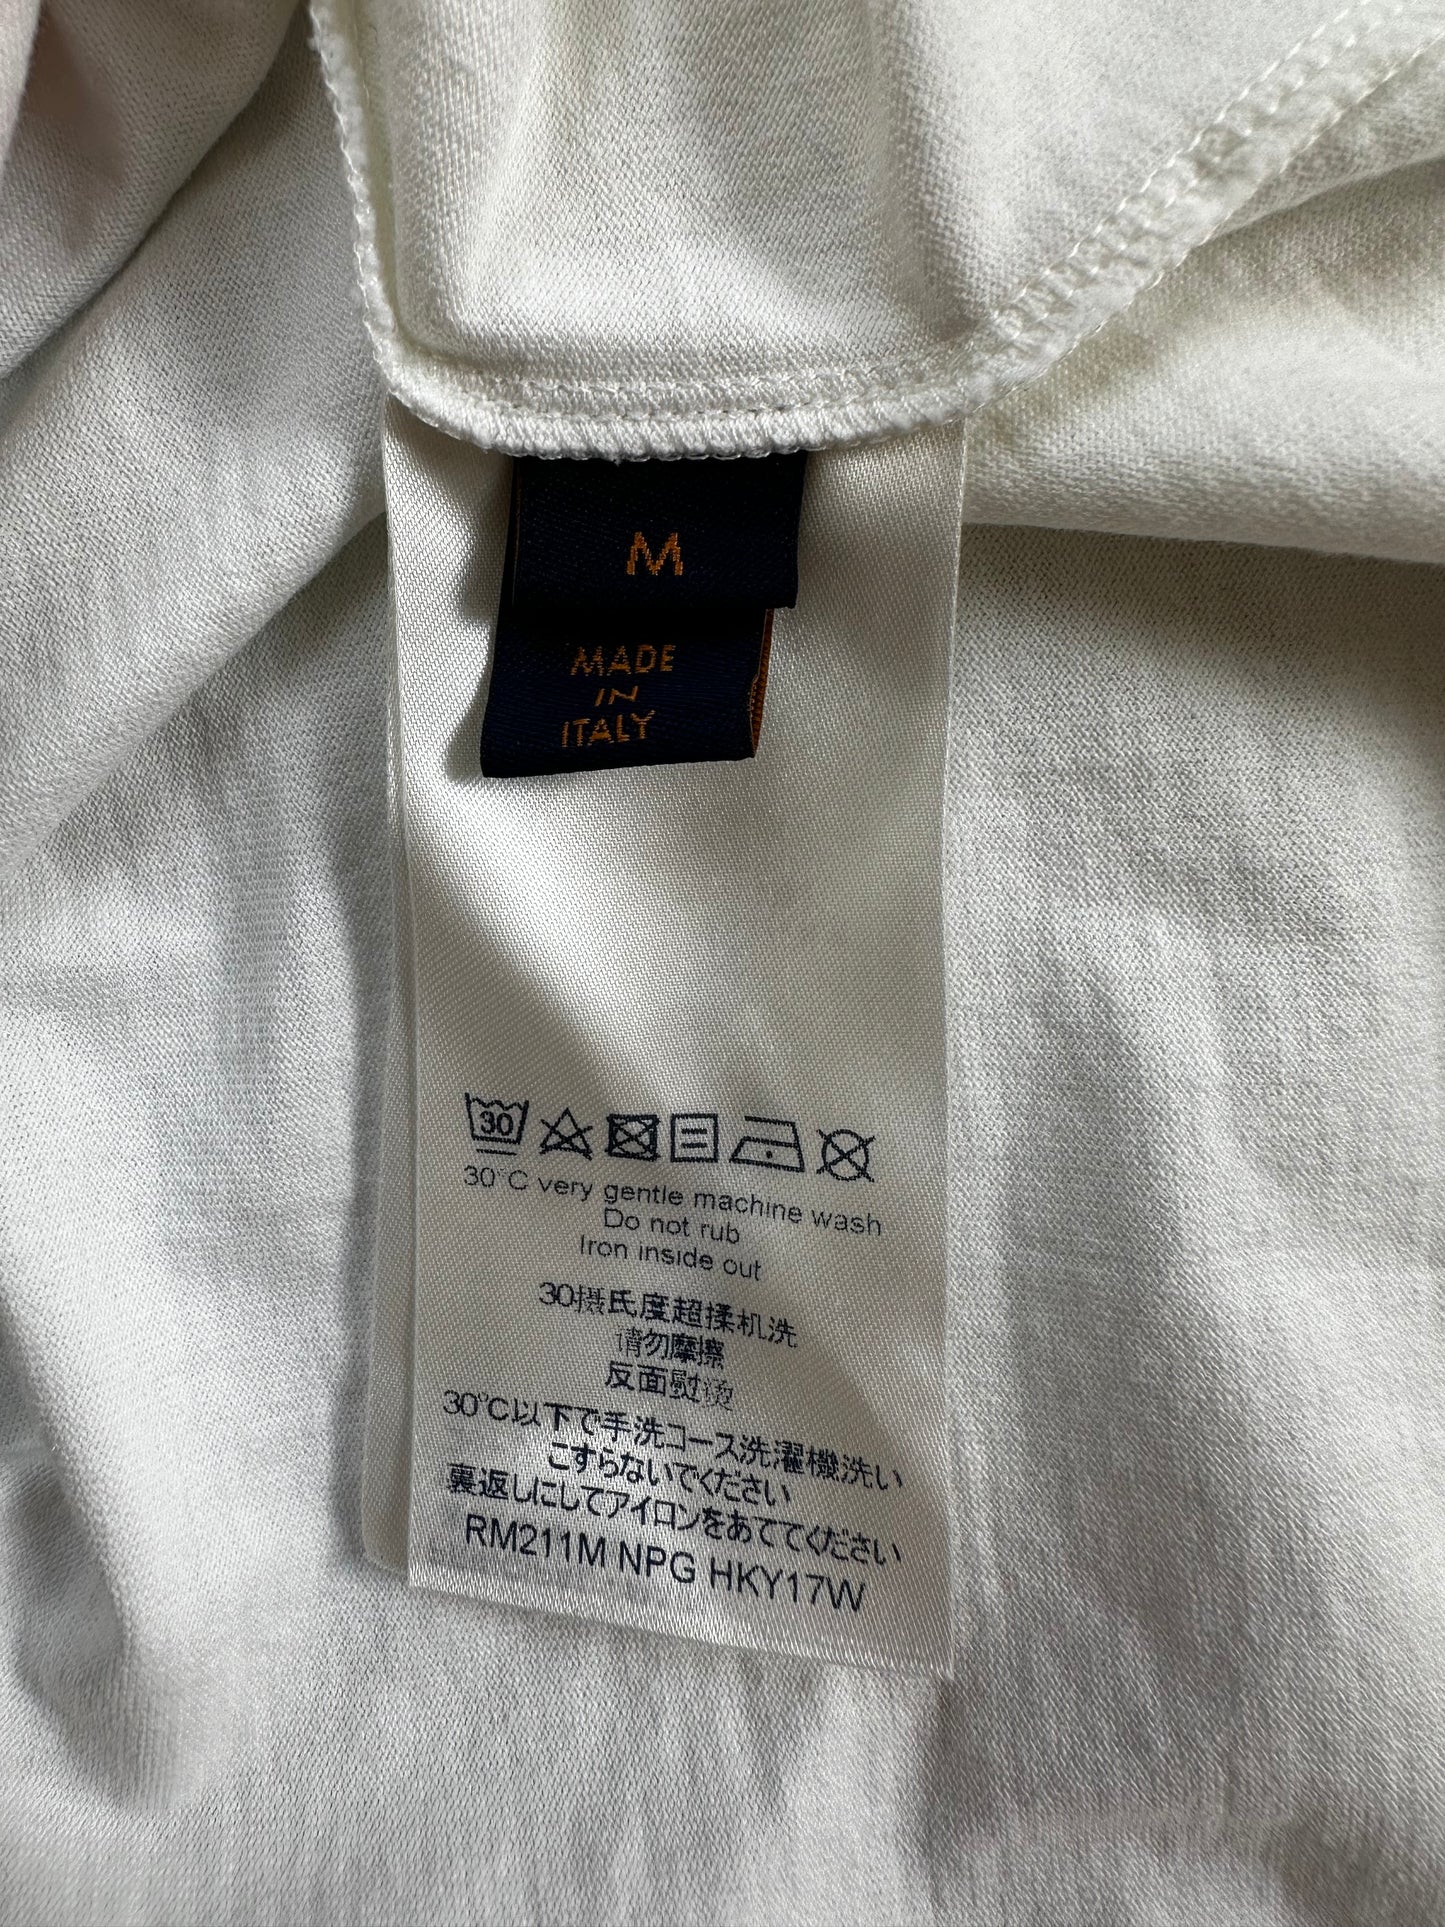 M
MADE
IN
ITALY
30
30°C very gentle machine wash
Do not rub
Iron inside out
30摄氏度超揉机洗
请勿摩擦
反面熨烫
30°C以下で手洗コース洗濯機洗い
こすらないでください
裏返しにしてアイロンをあててください
RM211M NPG HKY17W